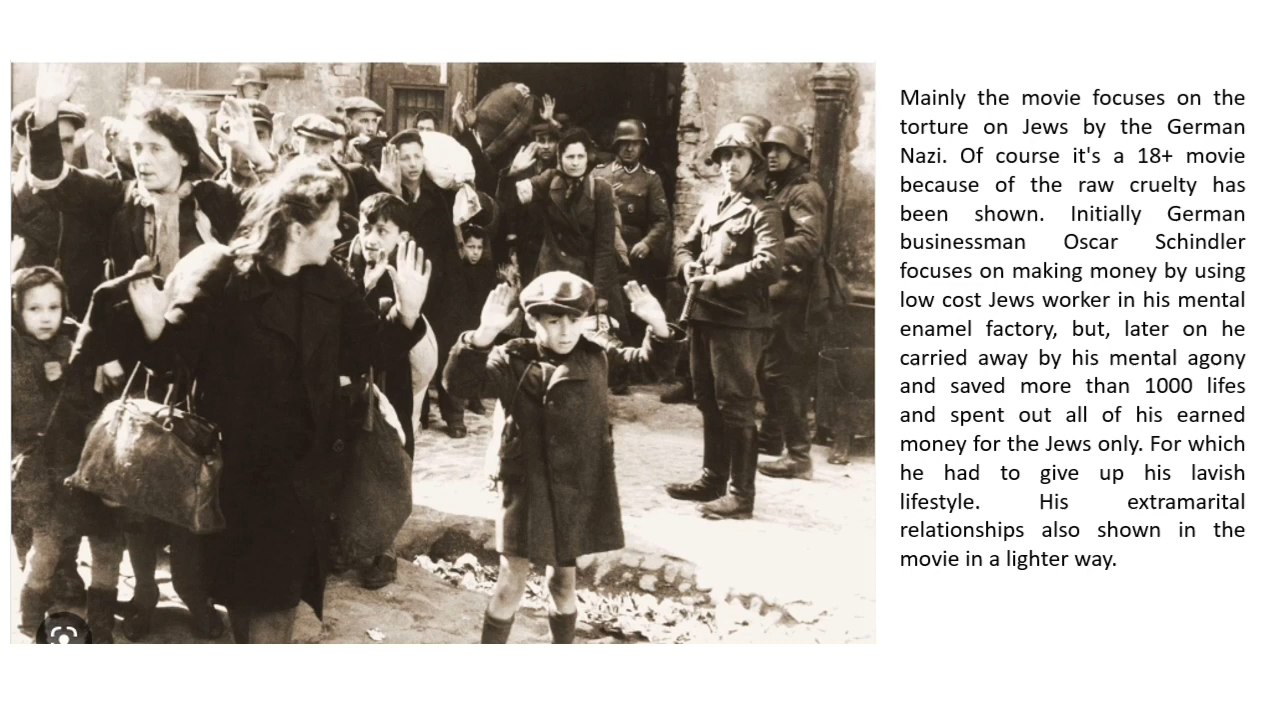 Mainly the movie focuses on the
torture on Jews by the German
Nazi. Of course it's a 18+ movie
because of the raw cruelty has
been shown. Initially German
businessman Oscar Schindler
focuses on making money by using
low cost Jews worker in his mental
enamel factory, but, later on he
carried away by his mental agony
and saved more than 1000 lifes
and spent out all of his earned
money for the Jews only. For which
he had to give up his lavish
lifestyle. His extramarital
relationships also shown in the
movie in a lighter way.